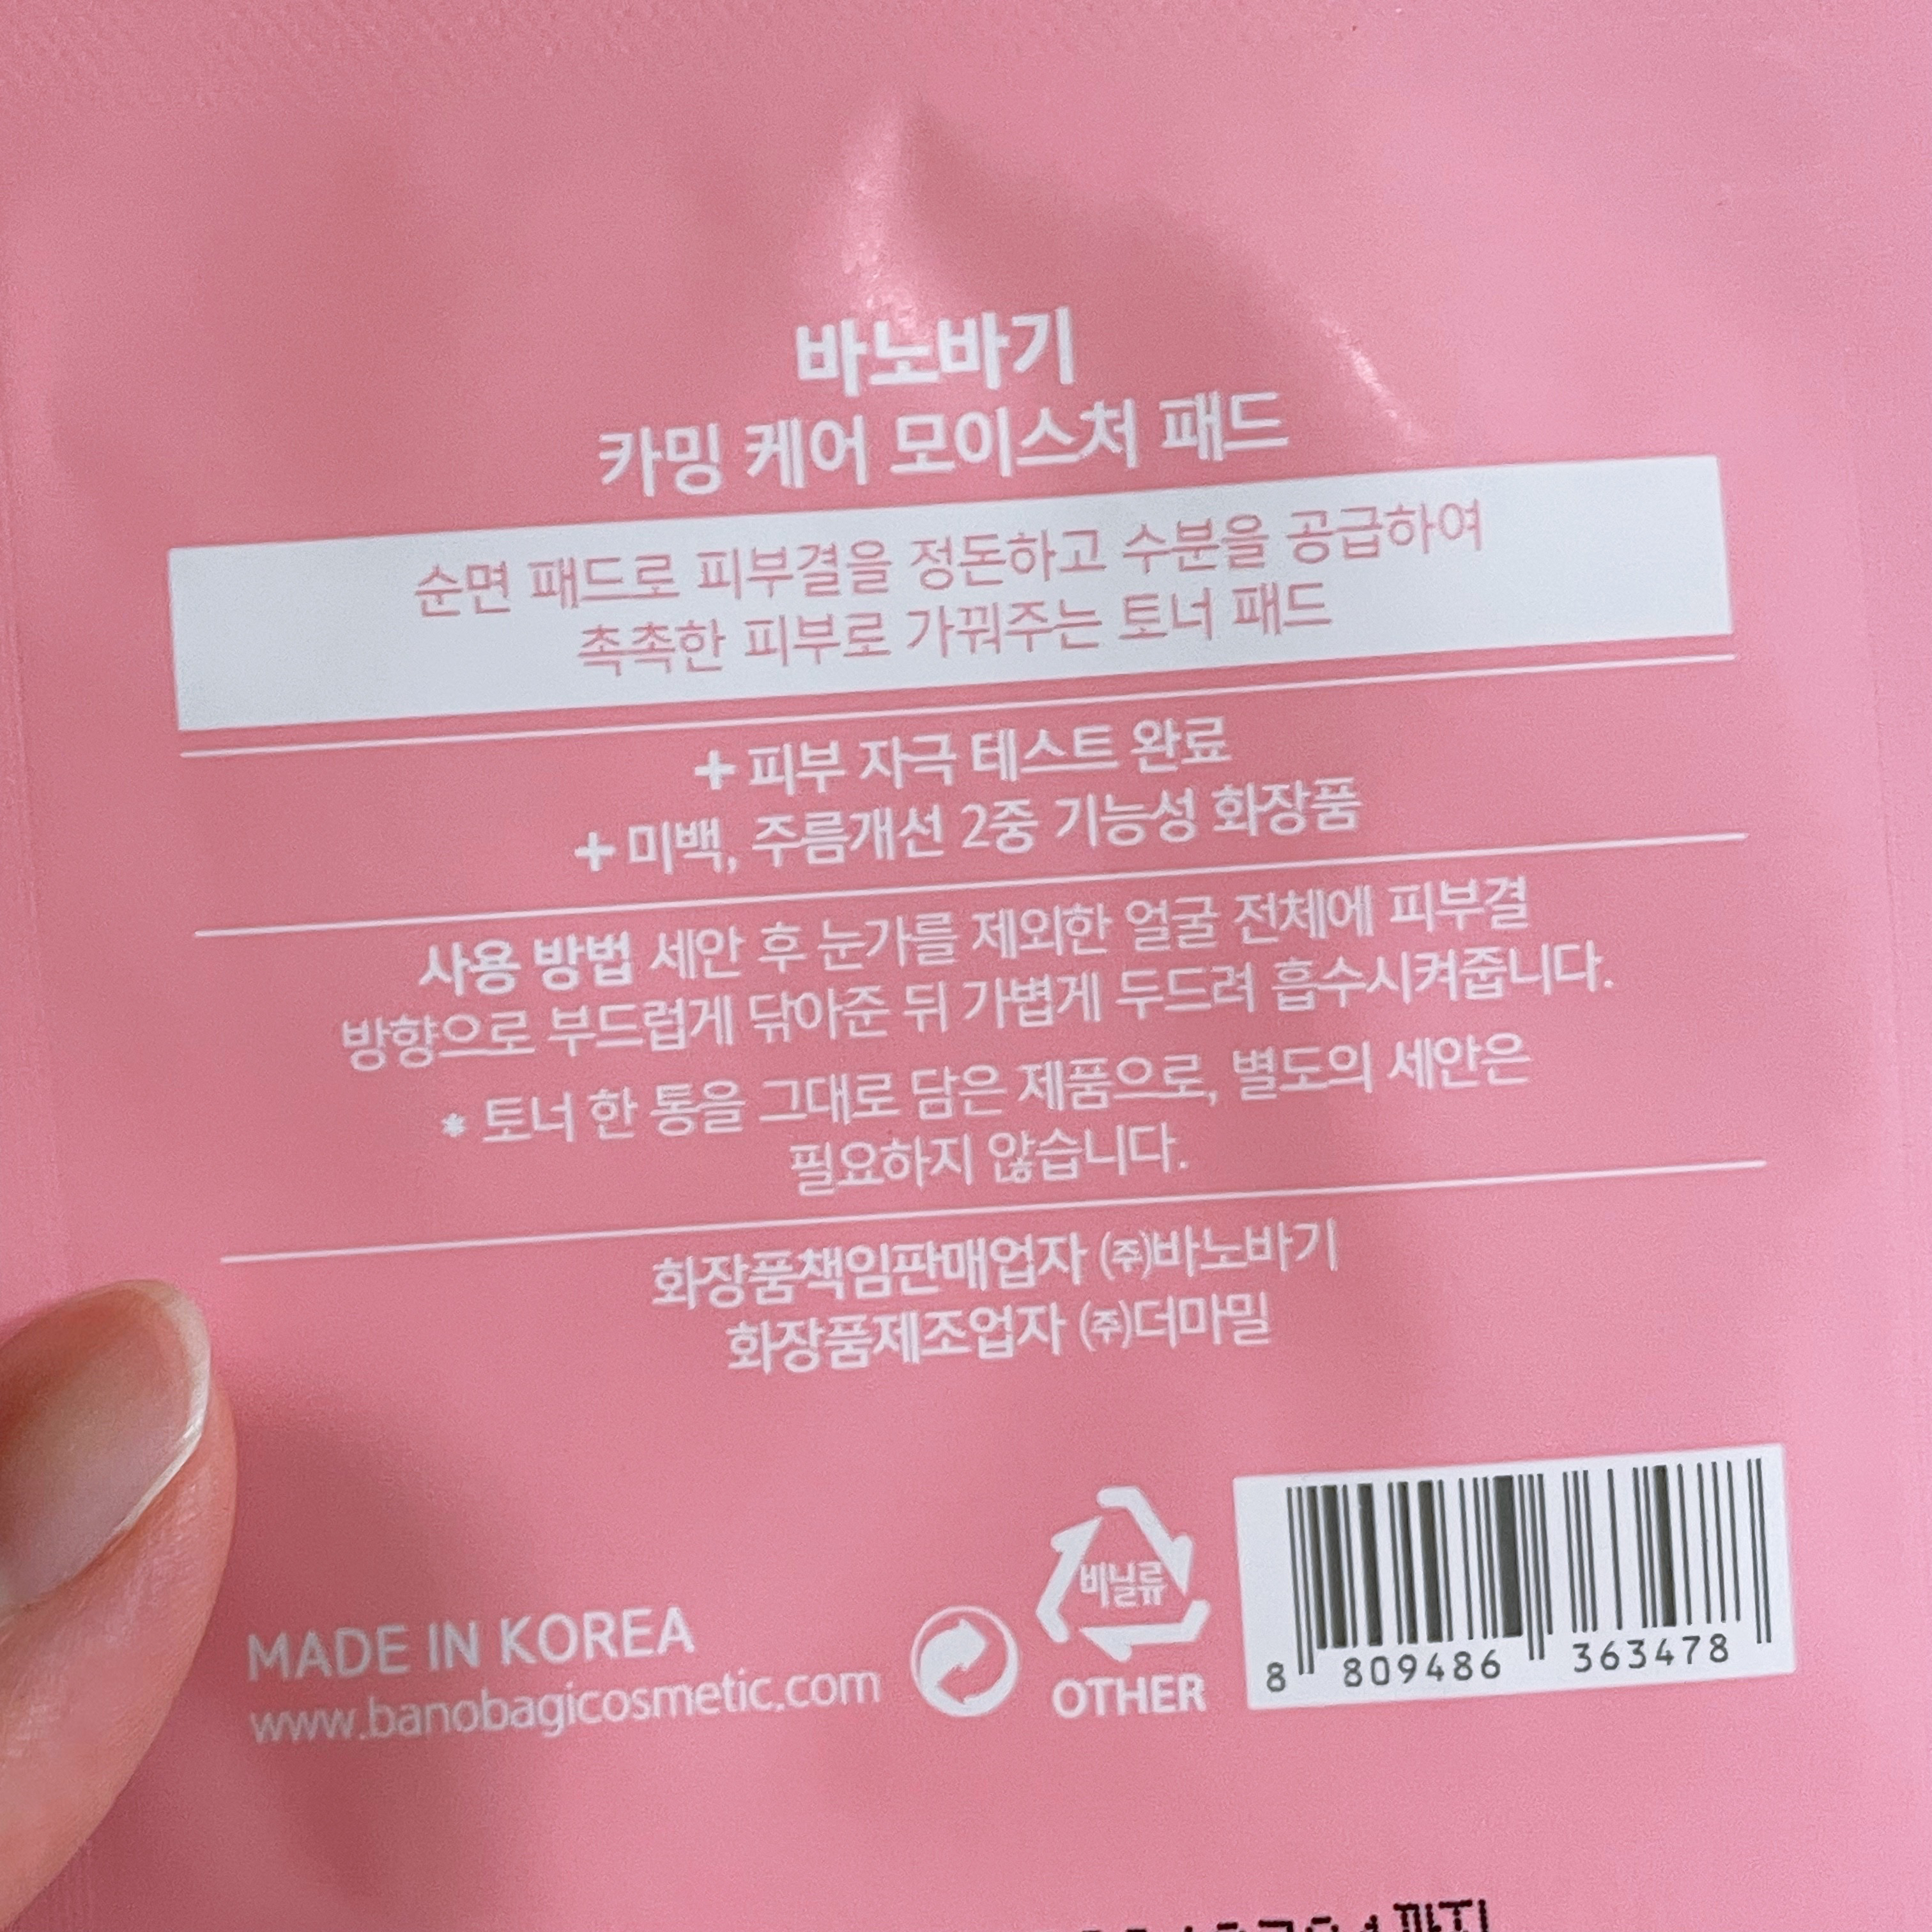 바노바기
카밍 케어 모이스처 패드
순면 패드로 피부결을 정돈하고 수분을 공급하여
촉촉한 피부로 가꿔주는 토너 패드
+ 피부 자극 테스트 완료
+ 미백, 주름개선 2중 기능성 화장품
사용 방법 세안 후 눈가를 제외한 얼굴 전체에 피부결
방향으로 부드럽게 닦아준 뒤 가볍게 두드려 흡수시켜줍니다.
* 토너 한 통을 그대로 담은 제품으로, 별도의 세안은
필요하지 않습니다.
화장품책임판매업자 ㈜바노바기
화장품제조업자 ㈜더마밀
MADE IN KOREA
www.banobagicosmetic.com
비닐류
OTHER
8 809486 363478
까지